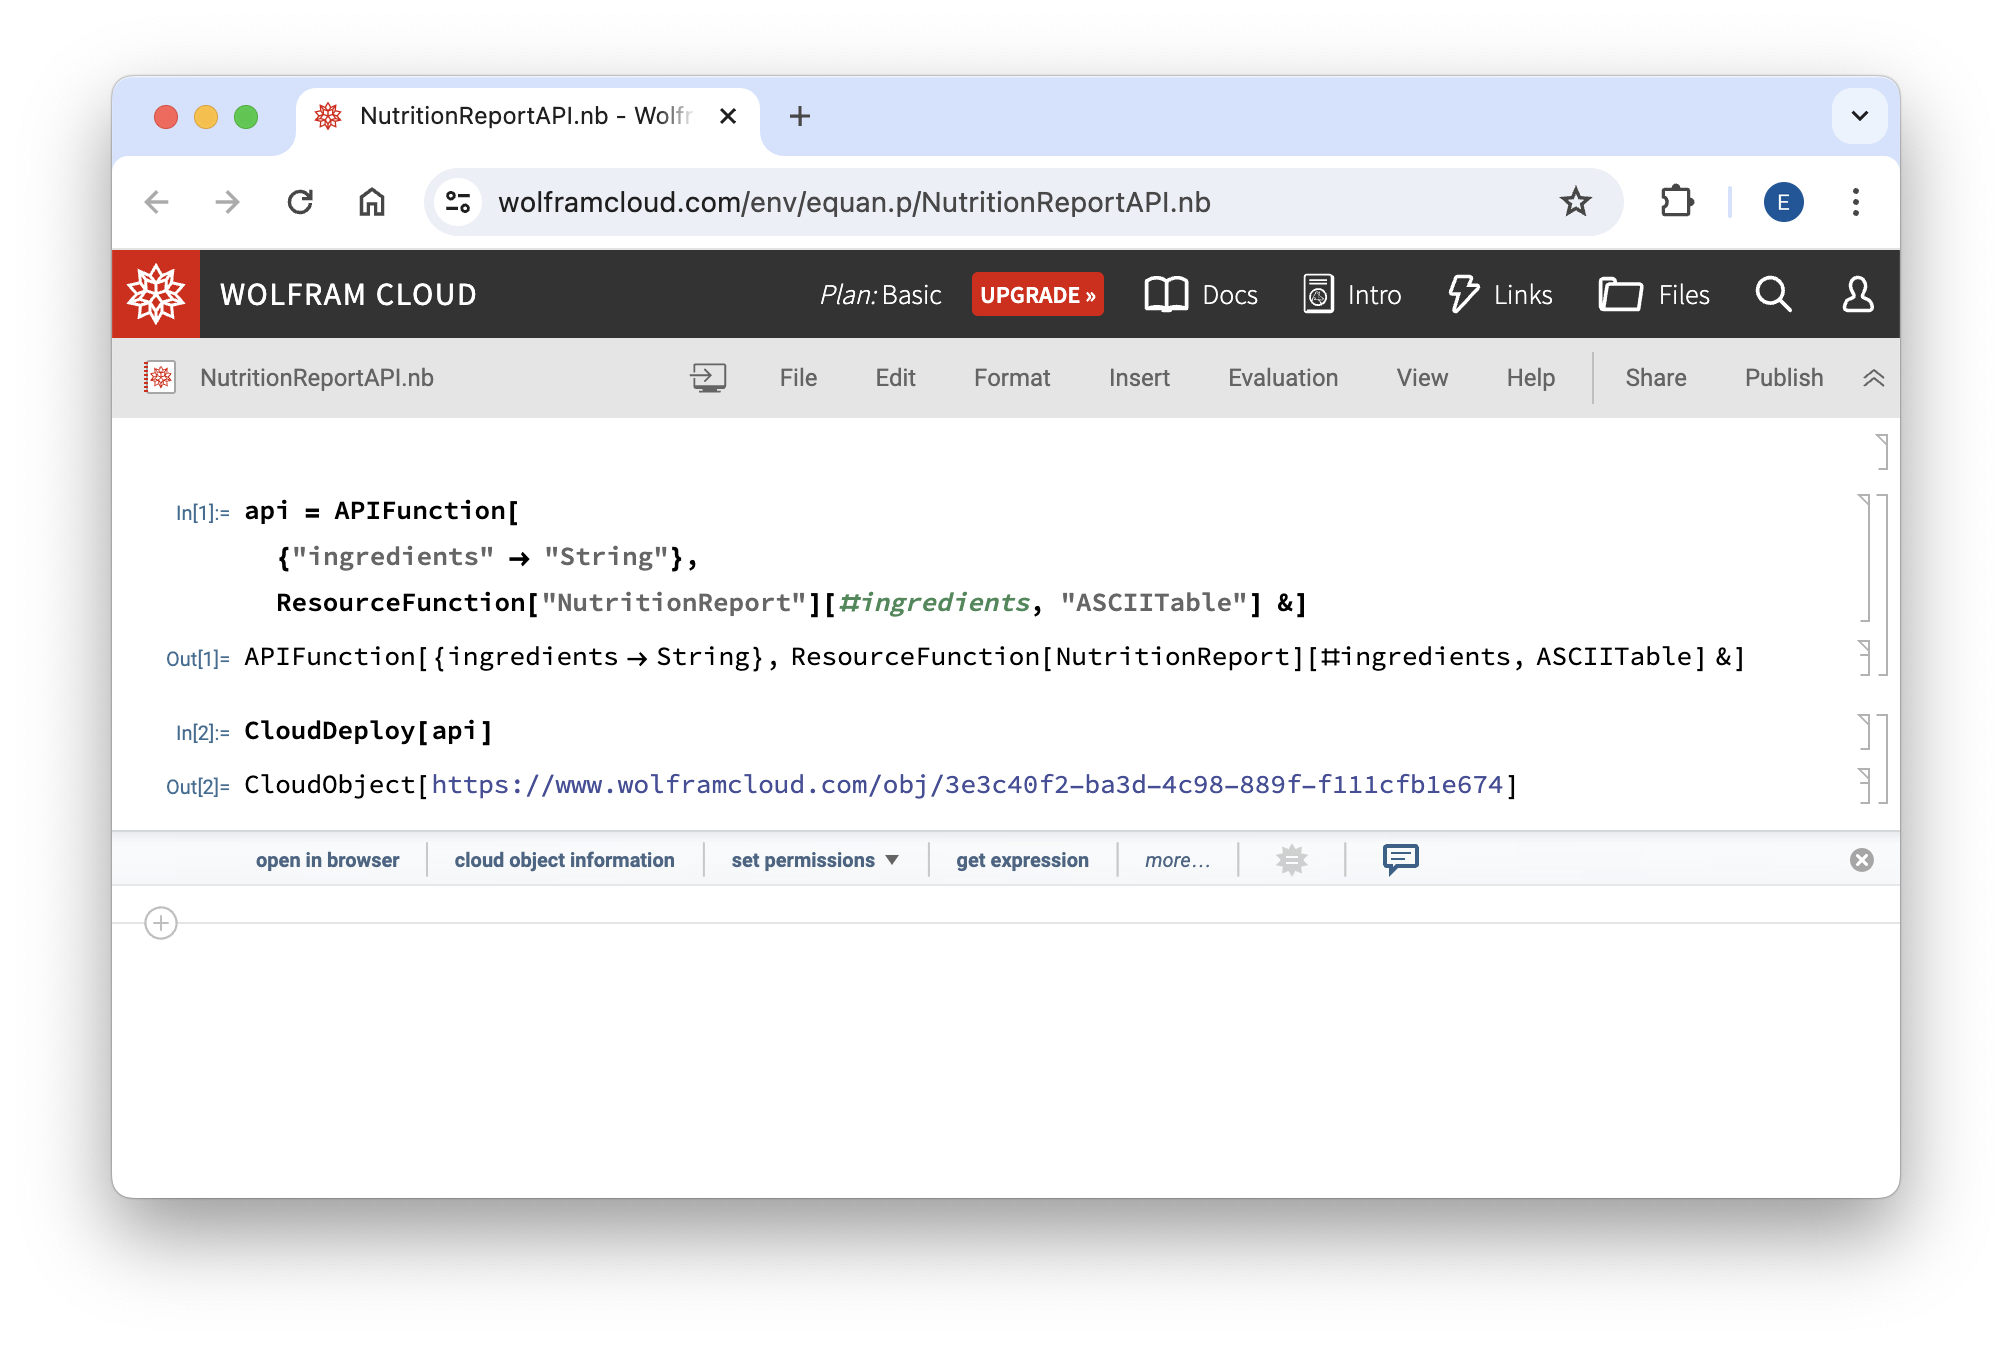 NutritionReportAPI.nb - Wolfr
wolframcloud.com/env/equan.p/NutritionReportAPI.nb
E
WOLFRAM CLOUD
Plan: Basic
UPGRADE »
Docs
Intro
Links
Files
NutritionReportAPI.nb
File
Edit
Format
Insert
Evaluation
View
Help
Share
Publish
In[1]:= api = APIFunction[
{"ingredients" → "String"},
ResourceFunction["NutritionReport"][#ingredients, "ASCIITable"] &]
Out[1]= APIFunction[{ingredients → String}, ResourceFunction[NutritionReport][#ingredients, ASCIITable] &]
In[2]:= CloudDeploy[api]
Out[2]= CloudObject[https://www.wolframcloud.com/obj/3e3c40f2-ba3d-4c98-889f-f111cfb1e674]
open in browser
cloud object information
set permissions
get expression
more...